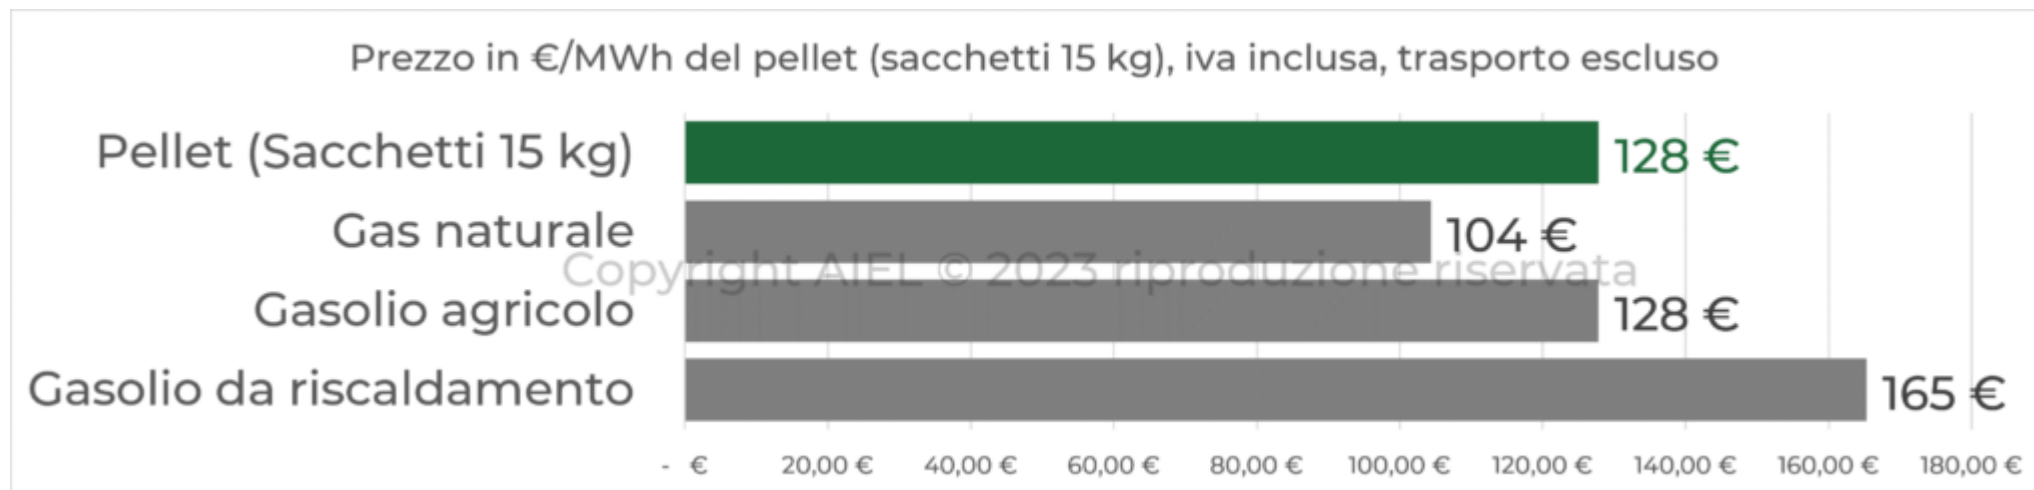 Prezzo in €/MWh del pellet (sacchetti 15 kg), iva inclusa, trasporto escluso
Pellet (Sacchetti 15 kg) 128 €
Gas naturale 104 €
Copyright AIEL © 2023 riproduzione riservata
Gasolio agricolo 128 €
Gasolio da riscaldamento 165 €
- € 20,00 € 40,00 € 60,00 € 80,00 € 100,00 € 120,00 € 140,00 € 160,00 € 180,00 €